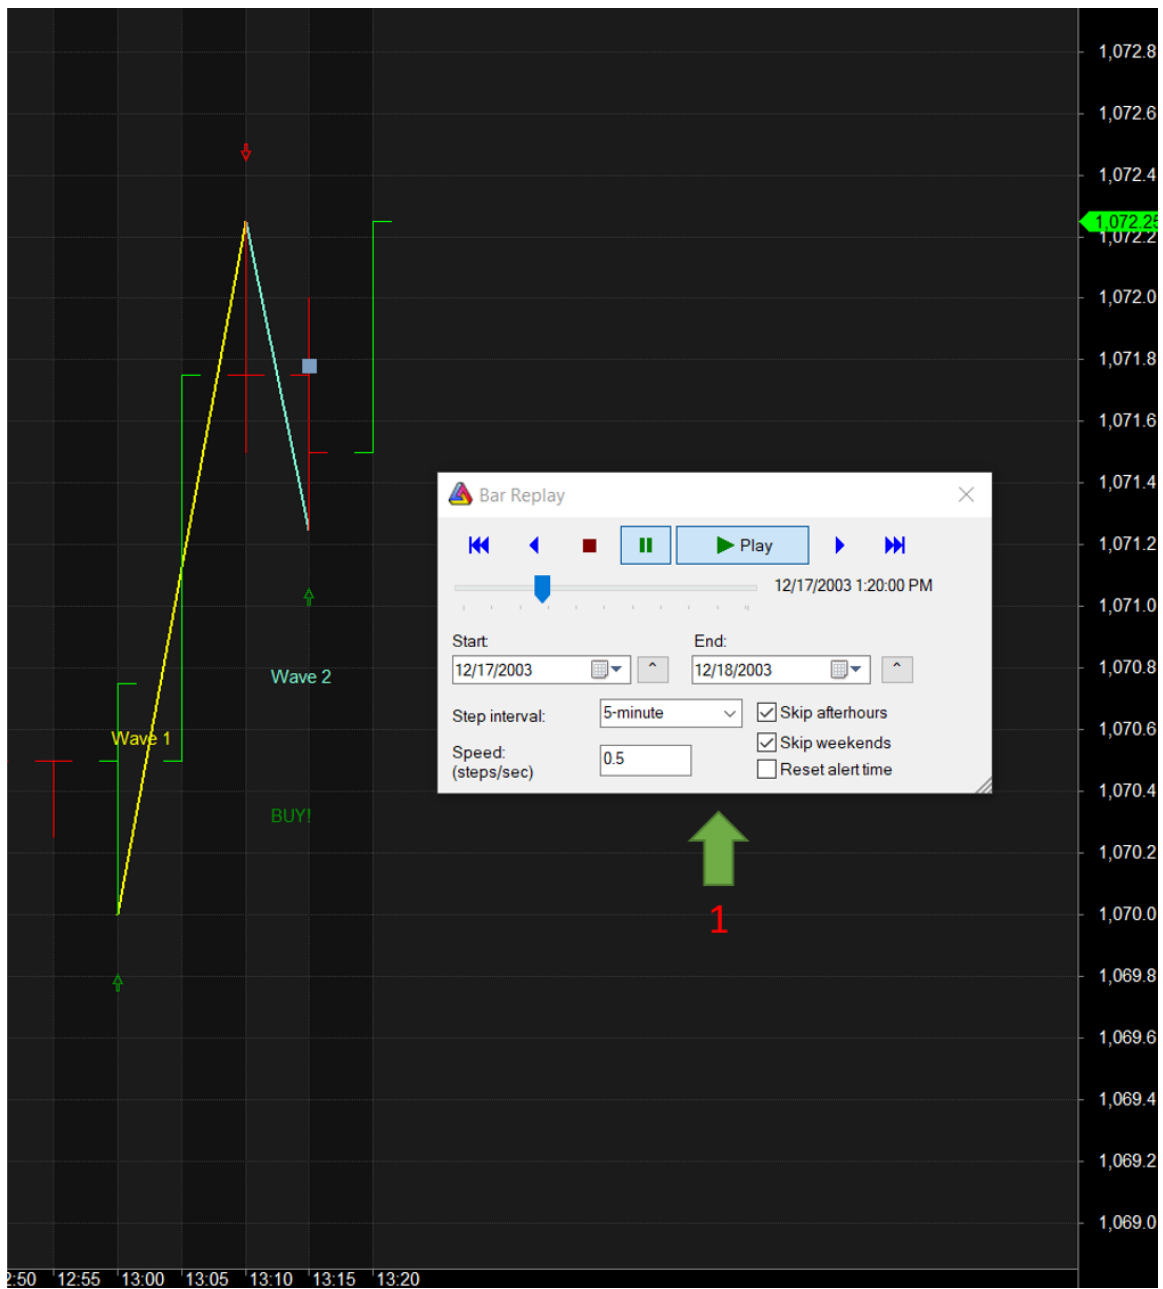 1,072.8
1,072.6
1,072.4
1,072.25
1,072.2
1,072.0
1,071.8
1,071.6
1,071.4
Bar Replay
Play
1,071.2
12/17/2003 1:20:00 PM
1,071.0
Start:
End:
12/17/2003
^
12/18/2003
^
1,070.8
Wave 2
Step interval:
5-minute
Skip afterhours
1,070.6
Wave 1
Skip weekends
Speed:
(steps/sec)
0.5
Reset alert time
1,070.4
BUY!
1,070.2
1
1,070.0
1,069.8
1,069.6
1,069.4
1,069.2
1,069.0
2:50 12:55 13:00 13:05 13:10 13:15 13:20